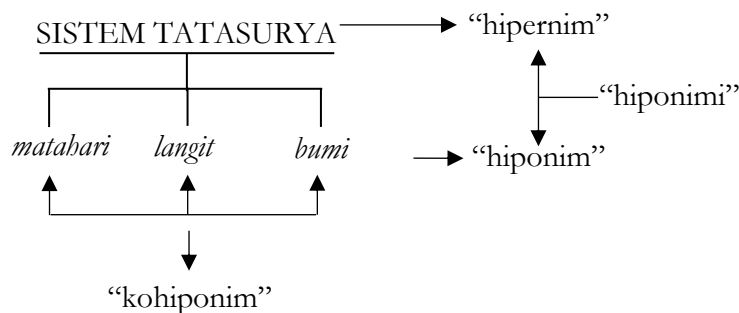 SISTEM TATASURYA
“hipernim”
“hiponimi”
matahari langit bumi
“hiponim”
“kohiponim”